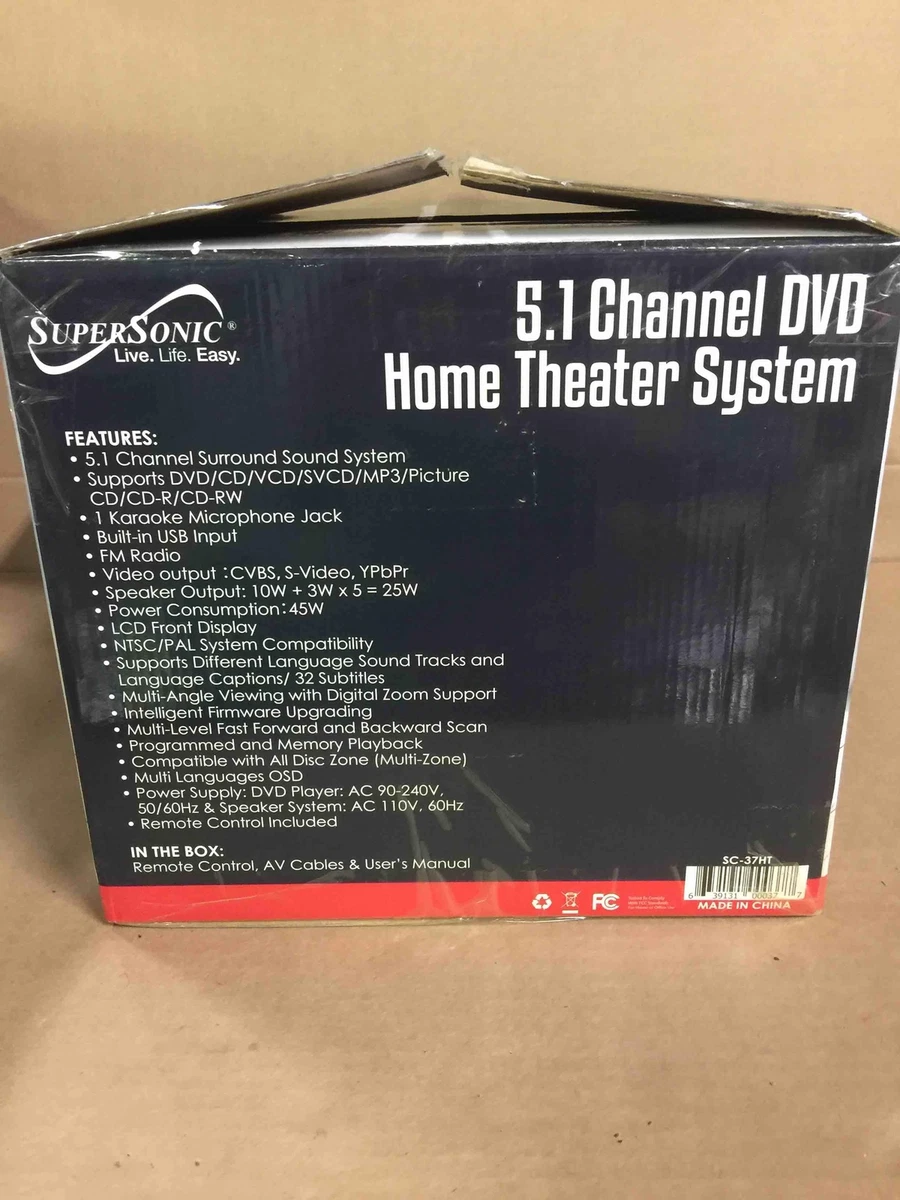 SUPERSONIC®
Live. Life. Easy.
5.1 Channel DVD
Home Theater System
FEATURES:
• 5.1 Channel Surround Sound System
• Supports DVD/CD/VCD/SVCD/MP3/Picture
CD/CD-R/CD-RW
• 1 Karaoke Microphone Jack
• Built-in USB Input
• FM Radio
• Video output :CVBS, S-Video, YPbPr
• Speaker Output: 10W + 3W x 5 = 25W
• Power Consumption:45W
• LCD Front Display
• NTSC/PAL System Compatibility
• Supports Different Language Sound Tracks and
Language Captions/ 32 Subtitles
• Multi-Angle Viewing with Digital Zoom Support
• Intelligent Firmware Upgrading
• Multi-Level Fast Forward and Backward Scan
• Programmed and Memory Playback
• Compatible with All Disc Zone (Multi-Zone)
• Multi Languages OSD
• Power Supply: DVD Player: AC 90-240V,
50/60Hz & Speaker System: AC 110V, 60Hz
• Remote Control Included
IN THE BOX:
Remote Control, AV Cables & User's Manual
SC-37HT
6 39131 00037 7
FC
MADE IN CHINA